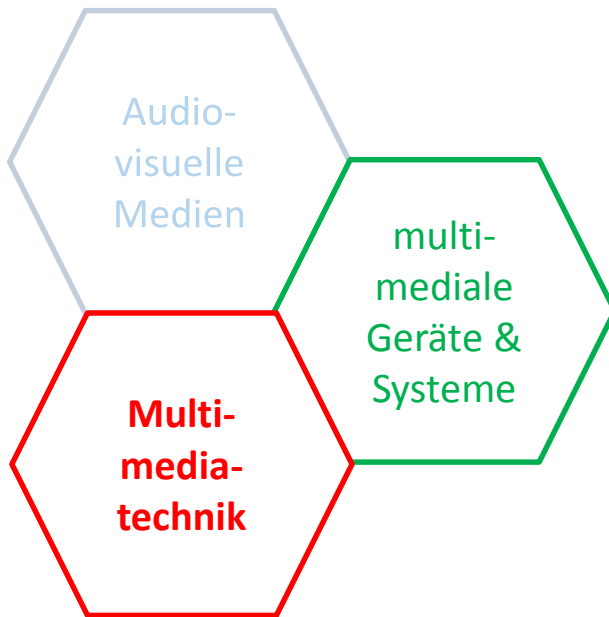 Audio-
visuelle
Medien
multi-
mediale
Geräte &
Systeme
Multi-
media-
technik